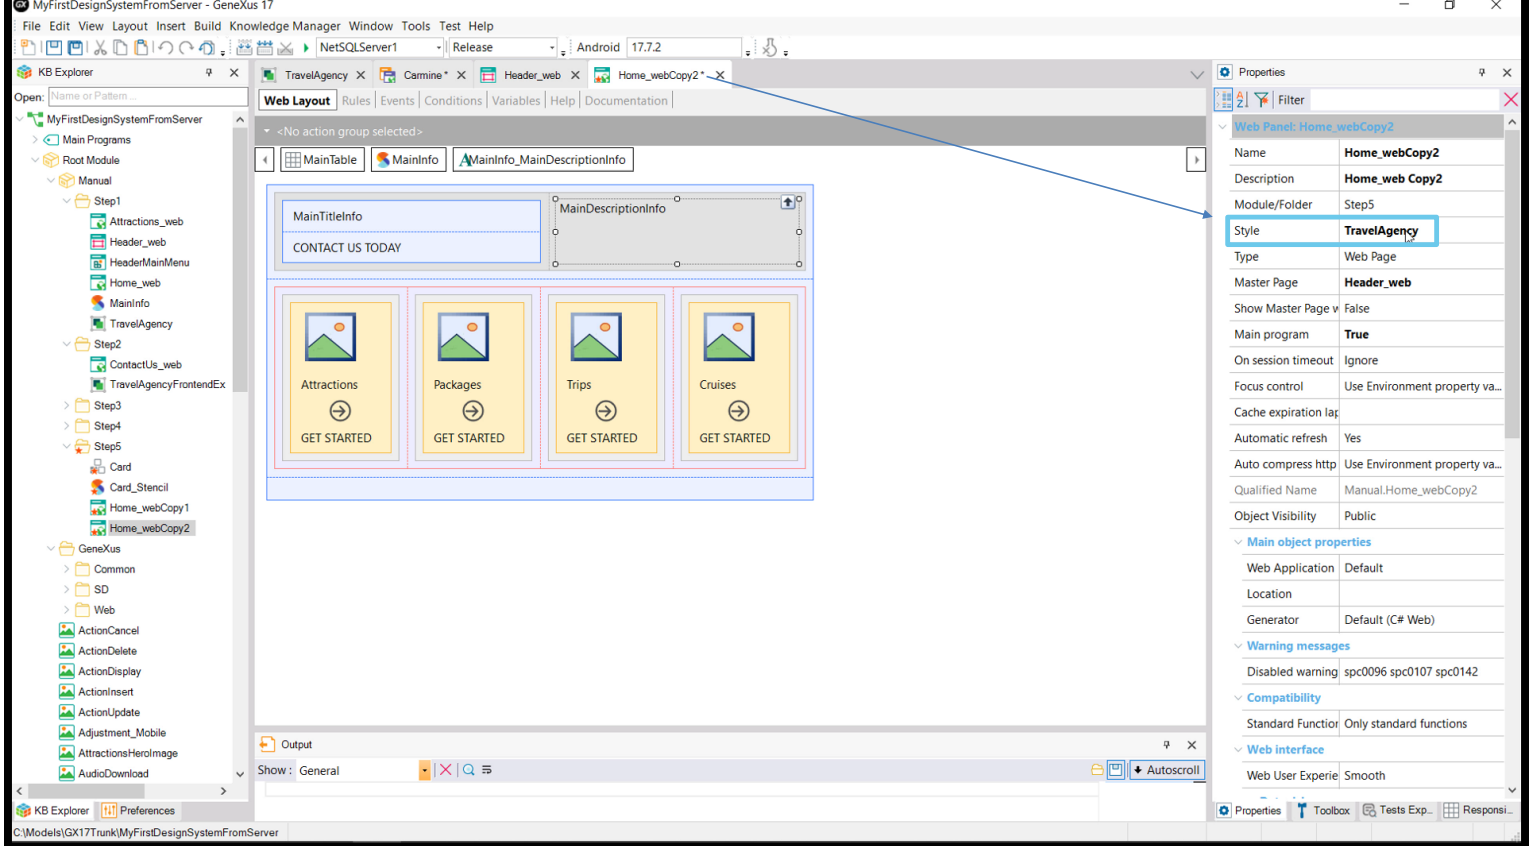 MyFirstDesignSystemFromServer - GeneXus 17
File Edit View Layout Insert Build Knowledge Manager Window Tools Test Help
NetSQLServer1 Release Android 17.7.2
KB Explorer
Open: Name or Pattern ...
MyFirstDesignSystemFromServer
Main Programs
Root Module
Manual
Step1
Attractions_web
Header_web
HeaderMainMenu
Home_web
MainInfo
TravelAgency
Step2
ContactUs_web
TravelAgencyFrontendEx
Step3
Step4
Step5
Card
Card_Stencil
Home_webCopy1
Home_webCopy2
GeneXus
Common
SD
Web
ActionCancel
ActionDelete
ActionDisplay
ActionInsert
ActionUpdate
Adjustment_Mobile
AttractionsHeroImage
AudioDownload
KB Explorer Preferences
C:\Models\GX17Trunk\MyFirstDesignSystemFromServer
TravelAgency Carmine* Header_web Home_webCopy2*
Web Layout Rules Events Conditions Variables Help Documentation
<No action group selected>
MainTable MainInfo MainInfo_MainDescriptionInfo
MainTitleInfo
MainDescriptionInfo
CONTACT US TODAY
Attractions Packages Trips Cruises
GET STARTED GET STARTED GET STARTED GET STARTED
Output
Show: General Autoscroll
Properties
Filter
Web Panel: Home_webCopy2
Name Home_webCopy2
Description Home_web Copy2
Module/Folder Step5
Style TravelAgency
Type Web Page
Master Page Header_web
Show Master Page w False
Main program True
On session timeout Ignore
Focus control Use Environment property va...
Cache expiration lap
Automatic refresh Yes
Auto compress http Use Environment property va...
Qualified Name Manual.Home_webCopy2
Object Visibility Public
Main object properties
Web Application Default
Location
Generator Default (C# Web)
Warning messages
Disabled warning spc0096 spc0107 spc0142
Compatibility
Standard Function Only standard functions
Web interface
Web User Experie Smooth
Properties Toolbox Tests Exp... Responsi...